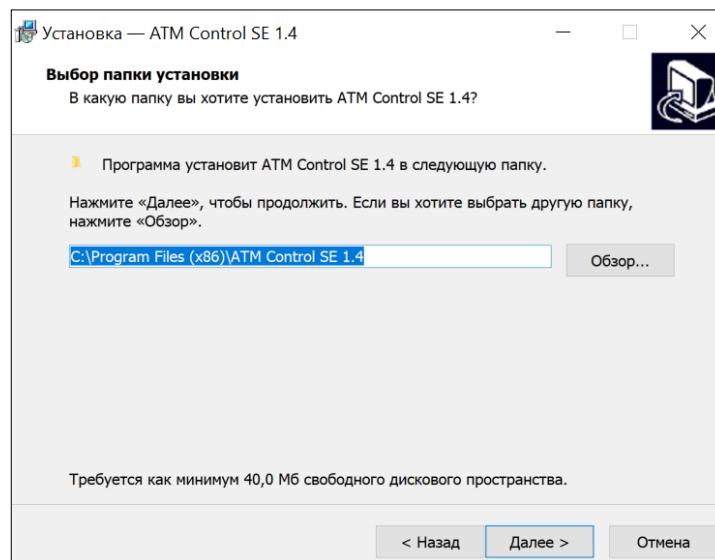 Установка — ATM Control SE 1.4
Выбор папки установки
В какую папку вы хотите установить ATM Control SE 1.4?
Программа установит ATM Control SE 1.4 в следующую папку.
Нажмите «Далее», чтобы продолжить. Если вы хотите выбрать другую папку,
нажмите «Обзор».
C:\Program Files (x86)\ATM Control SE 1.4
Обзор...
Требуется как минимум 40,0 Мб свободного дискового пространства.
< Назад Далее > Отмена